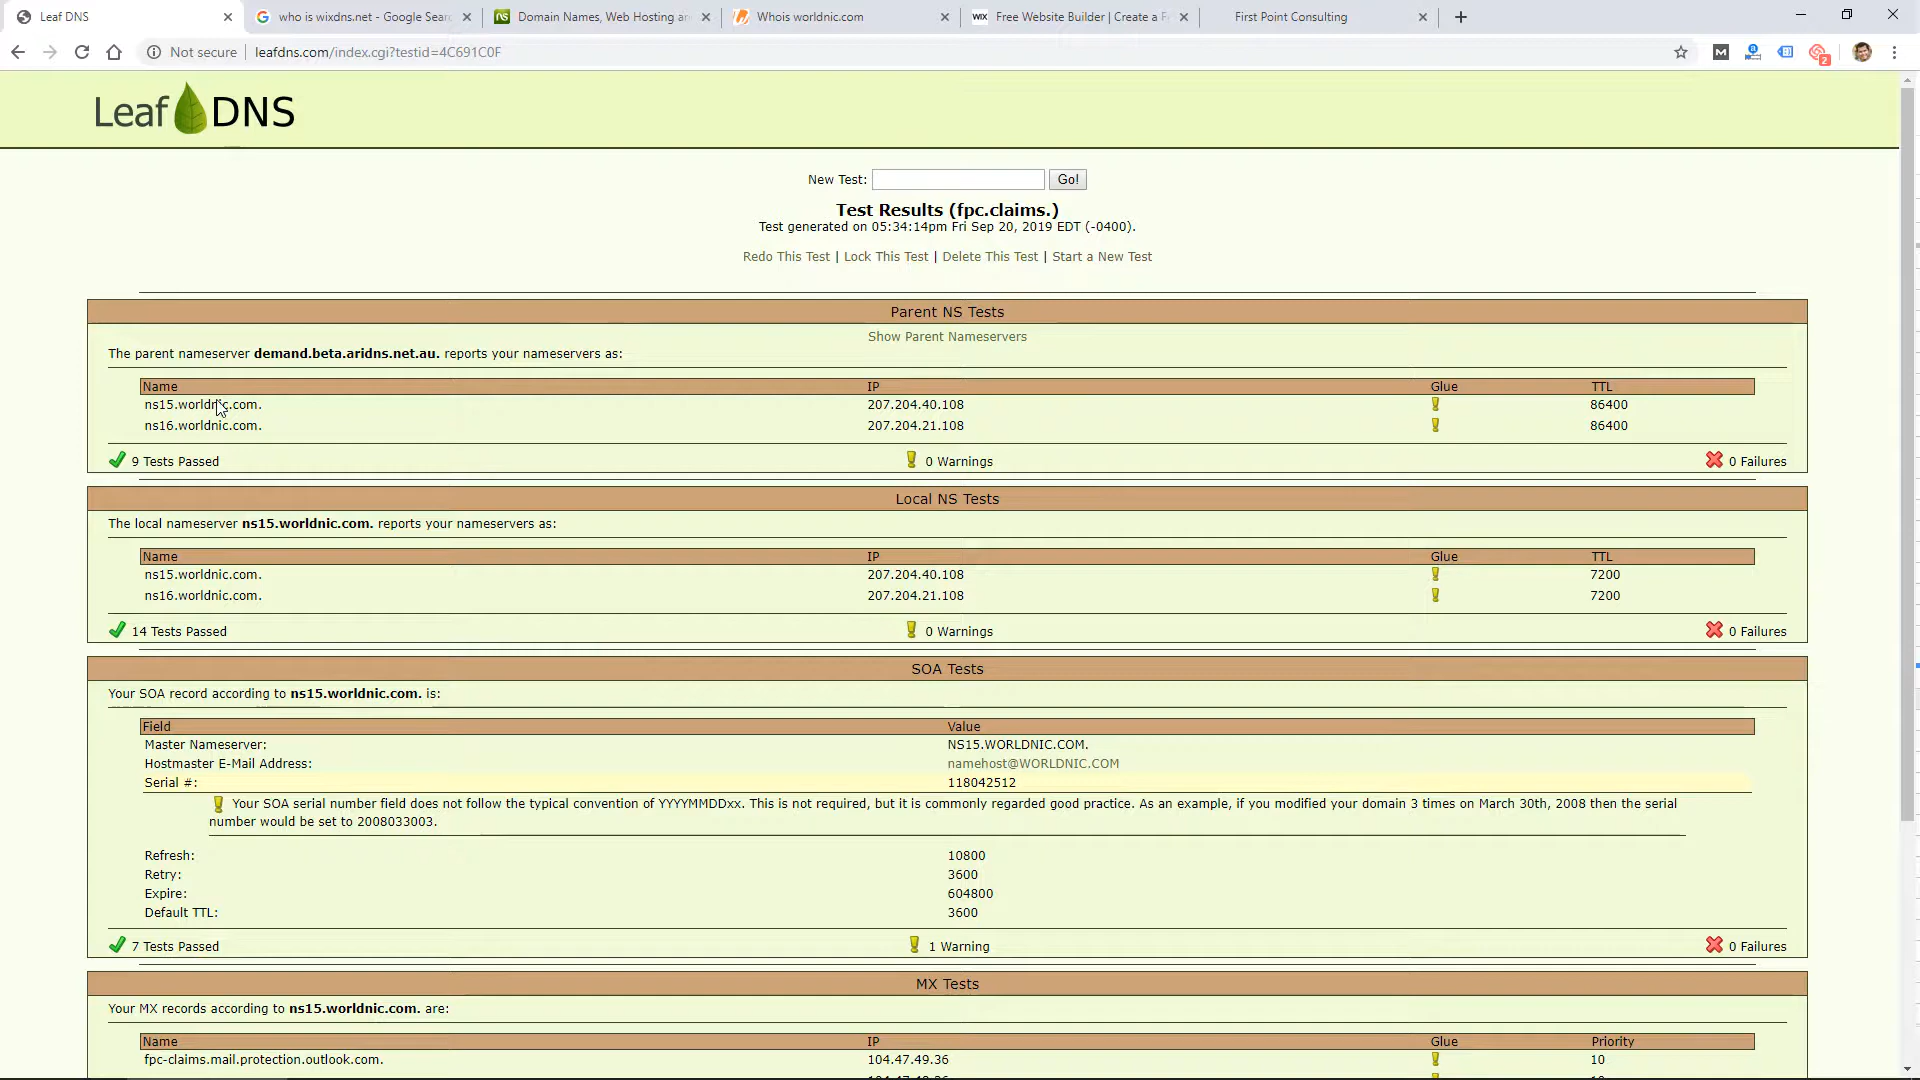 Leaf DNS
who is wixdns.net - Google Sear
Domain Names, Web Hosting an
Whois worldnic.com
WIX Free Website Builder | Create a F
First Point Consulting
Not secure | leafdns.com/index.cgi?testid=4C691C0F
M
2
Leaf DNS
New Test: Go!
Test Results (fpc.claims.)
Test generated on 05:34:14pm Fri Sep 20, 2019 EDT (-0400).
Redo This Test | Lock This Test | Delete This Test | Start a New Test
Parent NS Tests
Show Parent Nameservers
The parent nameserver demand.beta.aridns.net.au. reports your nameservers as:
Name IP Glue TTL
ns15.worldnic.com. 207.204.40.108 86400
ns16.worldnic.com. 207.204.21.108 86400
9 Tests Passed 0 Warnings 0 Failures
Local NS Tests
The local nameserver ns15.worldnic.com. reports your nameservers as:
Name IP Glue TTL
ns15.worldnic.com. 207.204.40.108 7200
ns16.worldnic.com. 207.204.21.108 7200
14 Tests Passed 0 Warnings 0 Failures
SOA Tests
Your SOA record according to ns15.worldnic.com. is:
Field Value
Master Nameserver: NS15.WORLDNIC.COM.
Hostmaster E-Mail Address: namehost@WORLDNIC.COM
Serial #: 118042512
Your SOA serial number field does not follow the typical convention of YYYYMMDDxx. This is not required, but it is commonly regarded good practice. As an example, if you modified your domain 3 times on March 30th, 2008 then the serial
number would be set to 2008033003.
Refresh: 10800
Retry: 3600
Expire: 604800
Default TTL: 3600
7 Tests Passed 1 Warning 0 Failures
MX Tests
Your MX records according to ns15.worldnic.com. are:
Name IP Glue Priority
fpc-claims.mail.protection.outlook.com. 104.47.49.36 10